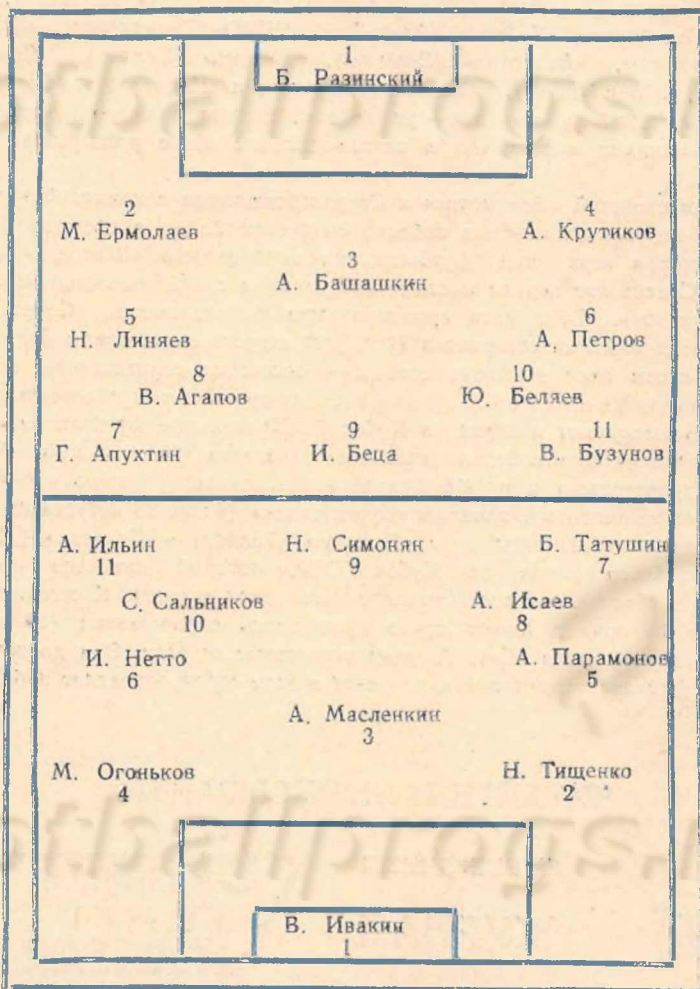 1
Б. Разинский
2 4
М. Ермолаев А. Крутиков
3
А. Башашкин
5 6
Н. Линяев А. Петров
8 10
В. Агапов Ю. Беляев
7 9 11
Г. Апухтин И. Беца В. Бузунов
А. Ильин Н. Симонян Б. Татушин
11 9 7
С. Сальников А. Исаев
10 8
И. Нетто А. Парамонов
6 5
А. Масленкин
3
М. Огоньков Н. Тищенко
4 2
В. Ивакин
1